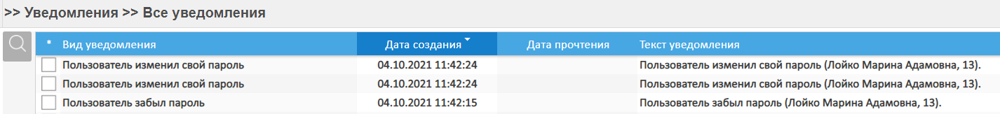 >> Уведомления >> Все уведомления
* Вид уведомления Дата создания Дата прочтения Текст уведомления
Пользователь изменил свой пароль 04.10.2021 11:42:24 Пользователь изменил свой пароль (Лойко Марина Адамовна, 13).
Пользователь изменил свой пароль 04.10.2021 11:42:24 Пользователь изменил свой пароль (Лойко Марина Адамовна, 13).
Пользователь забыл пароль 04.10.2021 11:42:15 Пользователь забыл пароль (Лойко Марина Адамовна, 13).